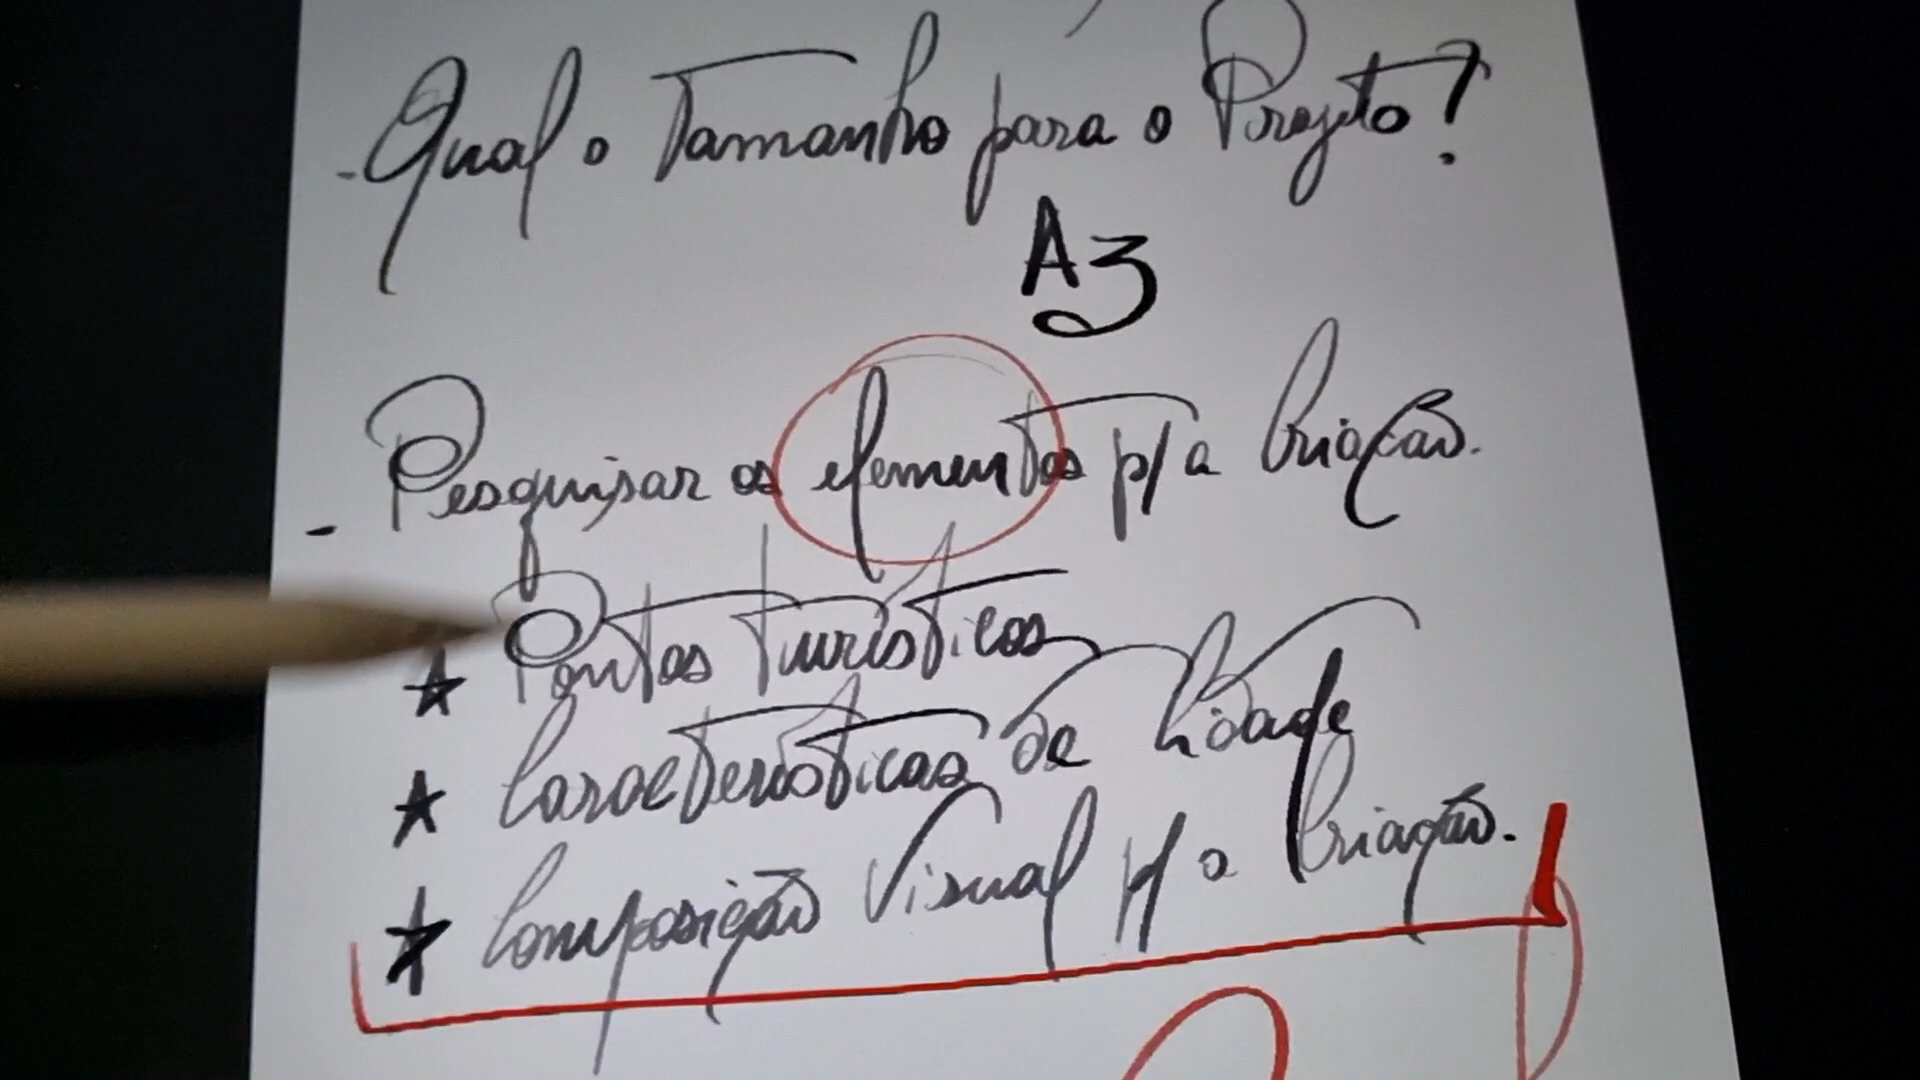 - Qual o Tamanho para o Projeto?
A3
- Pesquisar os elementos p/ a Criação.
★ Pontos Turísticos
★ Características da Cidade
★ Composição Visual p/ a Criação.